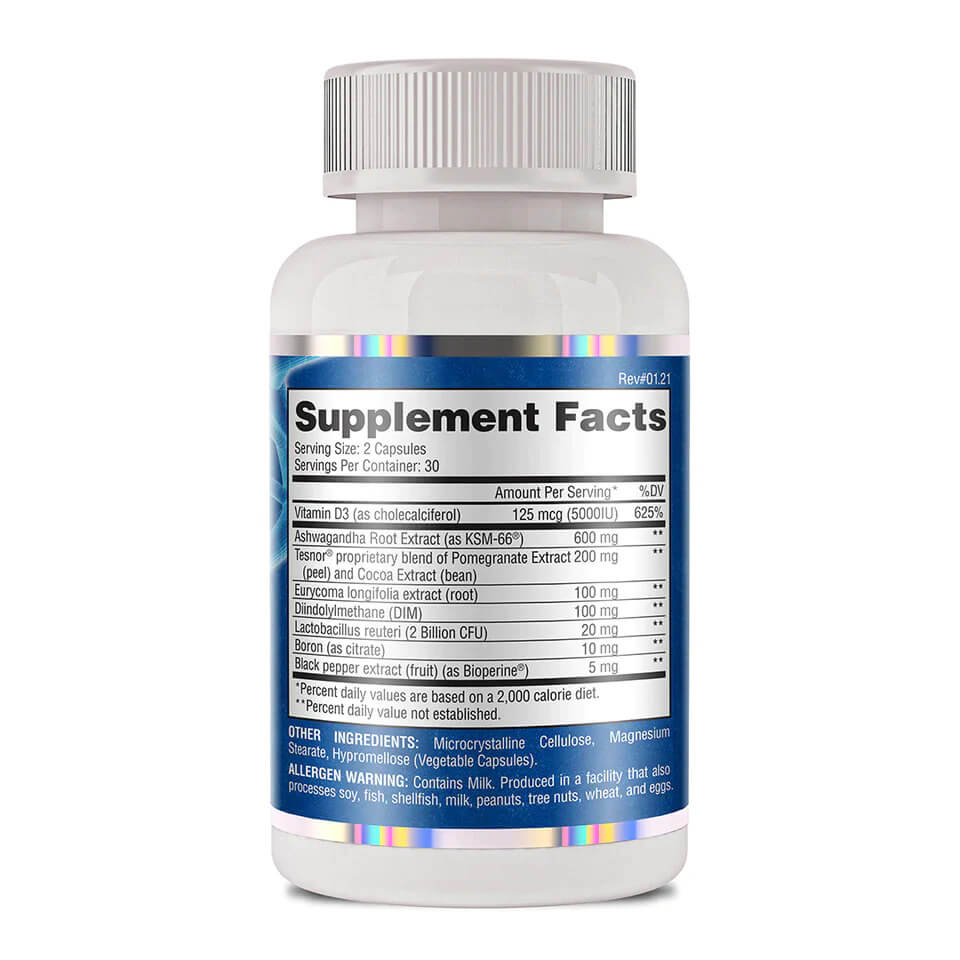 Rev#01.21
Supplement Facts
Serving Size: 2 Capsules
Servings Per Container: 30
Amount Per Serving* %DV
Vitamin D3 (as cholecalciferol) 125 mcg (5000IU) 625%
Ashwagandha Root Extract (as KSM-66®) 600 mg **
Tesnor® proprietary blend of Pomegranate Extract 200 mg **
(peel) and Cocoa Extract (bean)
Eurycoma longifolia extract (root) 100 mg **
Diindolylmethane (DIM) 100 mg **
Lactobacillus reuteri (2 Billion CFU) 20 mg **
Boron (as citrate) 10 mg **
Black pepper extract (fruit) (as Bioperine®) 5 mg **
*Percent daily values are based on a 2,000 calorie diet.
**Percent daily value not established.
OTHER INGREDIENTS: Microcrystalline Cellulose, Magnesium
Stearate, Hypromellose (Vegetable Capsules).
ALLERGEN WARNING: Contains Milk. Produced in a facility that also
processes soy, fish, shellfish, milk, peanuts, tree nuts, wheat, and eggs.